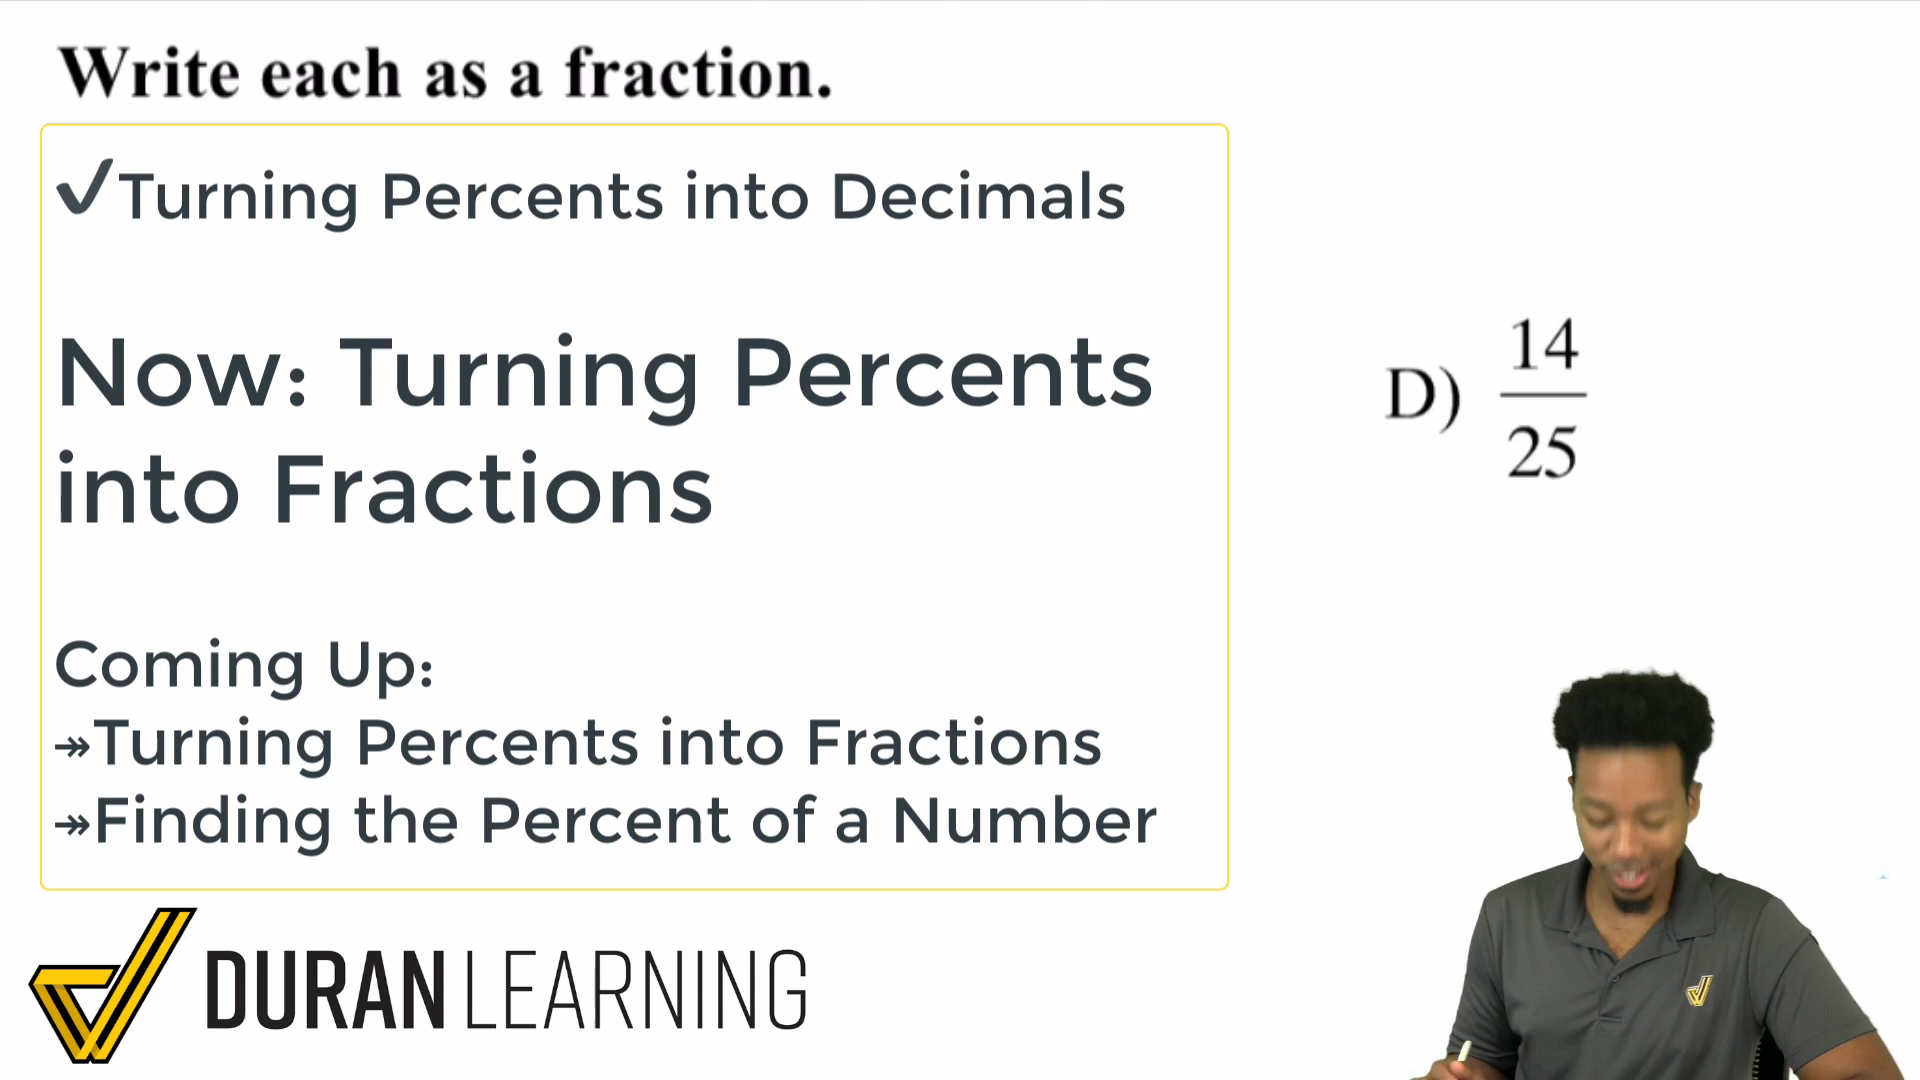 Write each as a fraction.
✓Turning Percents into Decimals
Now: Turning Percents
into Fractions
Coming Up:
↠Turning Percents into Fractions
↠Finding the Percent of a Number
D) 14
25
DURAN LEARNING